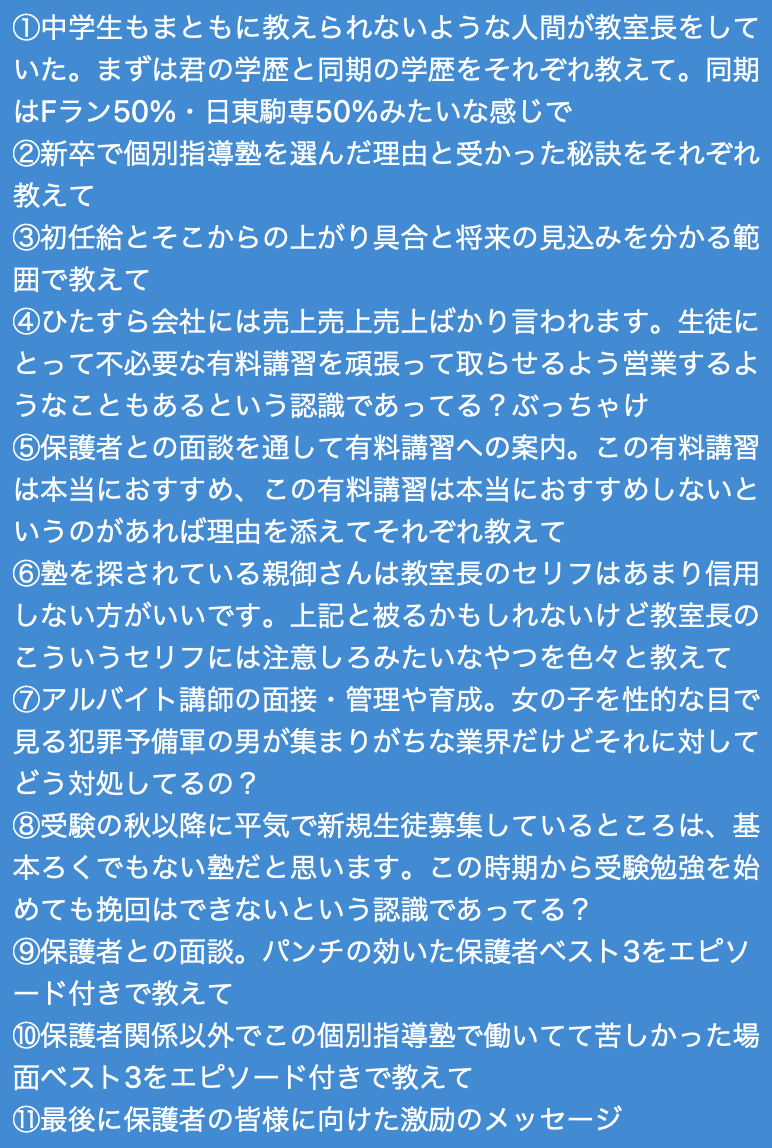 ①中学生もまともに教えられないような人間が教室長をして
いた。まずは君の学歴と同期の学歴をそれぞれ教えて。同期
はFラン50%・日東駒専50%みたいな感じで
②新卒で個別指導塾を選んだ理由と受かった秘訣をそれぞれ
教えて
③初任給とそこからの上がり具合と将来の見込みを分かる範
囲で教えて
④ひたすら会社には売上売上売上ばかり言われます。生徒に
とって不必要な有料講習を頑張って取らせるよう営業するよ
うなこともあるという認識であってる？ぶっちゃけ
⑤保護者との面談を通して有料講習への案内。この有料講習
は本当におすすめ、この有料講習は本当におすすめしないと
いうのがあれば理由を添えてそれぞれ教えて
⑥塾を探されている親御さんは教室長のセリフはあまり信用
しない方がいいです。上記と被るかもしれないけど教室長の
こういうセリフには注意しろみたいなやつを色々と教えて
⑦アルバイト講師の面接・管理や育成。女の子を性的な目で
見る犯罪予備軍の男が集まりがちな業界だけどそれに対して
どう対処してるの？
⑧受験の秋以降に平気で新規生徒募集しているところは、基
本ろくでもない塾だと思います。この時期から受験勉強を始
めても挽回はできないという認識であってる？
⑨保護者との面談。パンチの効いた保護者ベスト3をエピソ
ード付きで教えて
⑩保護者関係以外でこの個別指導塾で働いてて苦しかった場
面ベスト3をエピソード付きで教えて
⑪最後に保護者の皆様に向けた激励のメッセージ